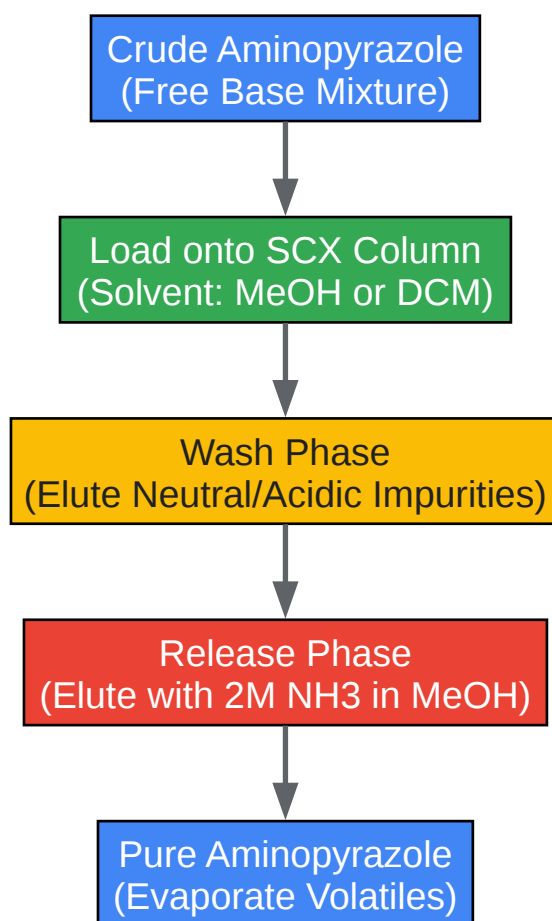 Crude Aminopyrazole
(Free Base Mixture)
Load onto SCX Column
(Solvent: MeOH or DCM)
Wash Phase
(Elute Neutral/Acidic Impurities)
Release Phase
(Elute with 2M NH3 in MeOH)
Pure Aminopyrazole
(Evaporate Volatiles)